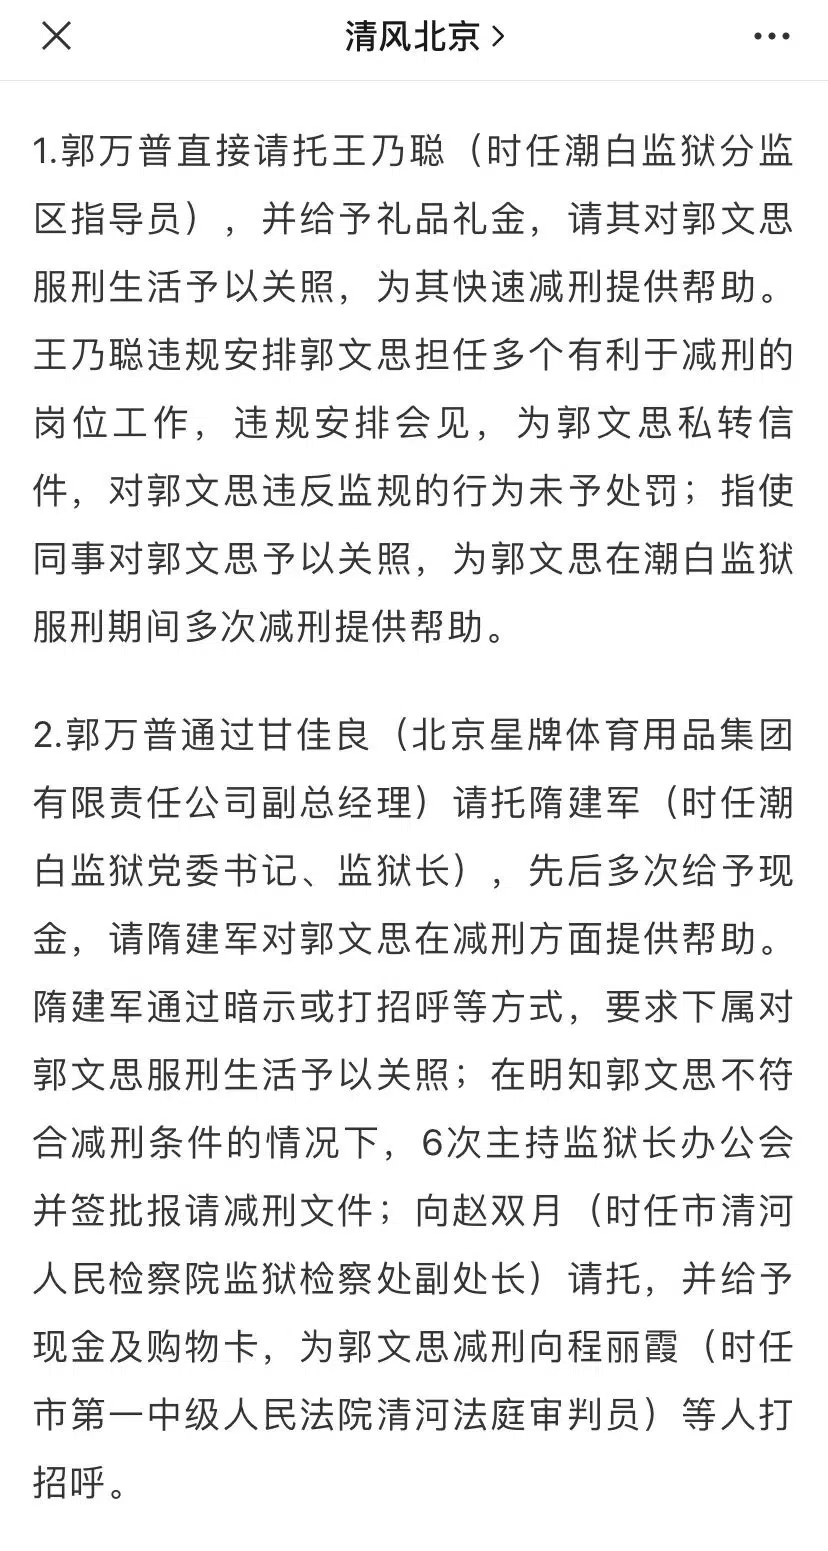 清风北京
1.郭万普直接请托王乃聪（时任潮白监狱分监
区指导员），并给予礼品礼金，请其对郭文思
服刑生活予以关照，为其快速减刑提供帮助。
王乃聪违规安排郭文思担任多个有利于减刑的
岗位工作，违规安排会见，为郭文思私转信
件，对郭文思违反监规的行为未予处罚；指使
同事对郭文思予以关照，为郭文思在潮白监狱
服刑期间多次减刑提供帮助。
2.郭万普通过甘佳良（北京星牌体育用品集团
有限责任公司副总经理）请托隋建军（时任潮
白监狱党委书记、监狱长），先后多次给予现
金，请隋建军对郭文思在减刑方面提供帮助。
隋建军通过暗示或打招呼等方式，要求下属对
郭文思服刑生活予以关照；在明知郭文思不符
合减刑条件的情况下，6次主持监狱长办公会
并签批报请减刑文件；向赵双月（时任市清河
人民检察院监狱检察处副处长）请托，并给予
现金及购物卡，为郭文思减刑向程丽霞（时任
市第一中级人民法院清河法庭审判员）等人打
招呼。